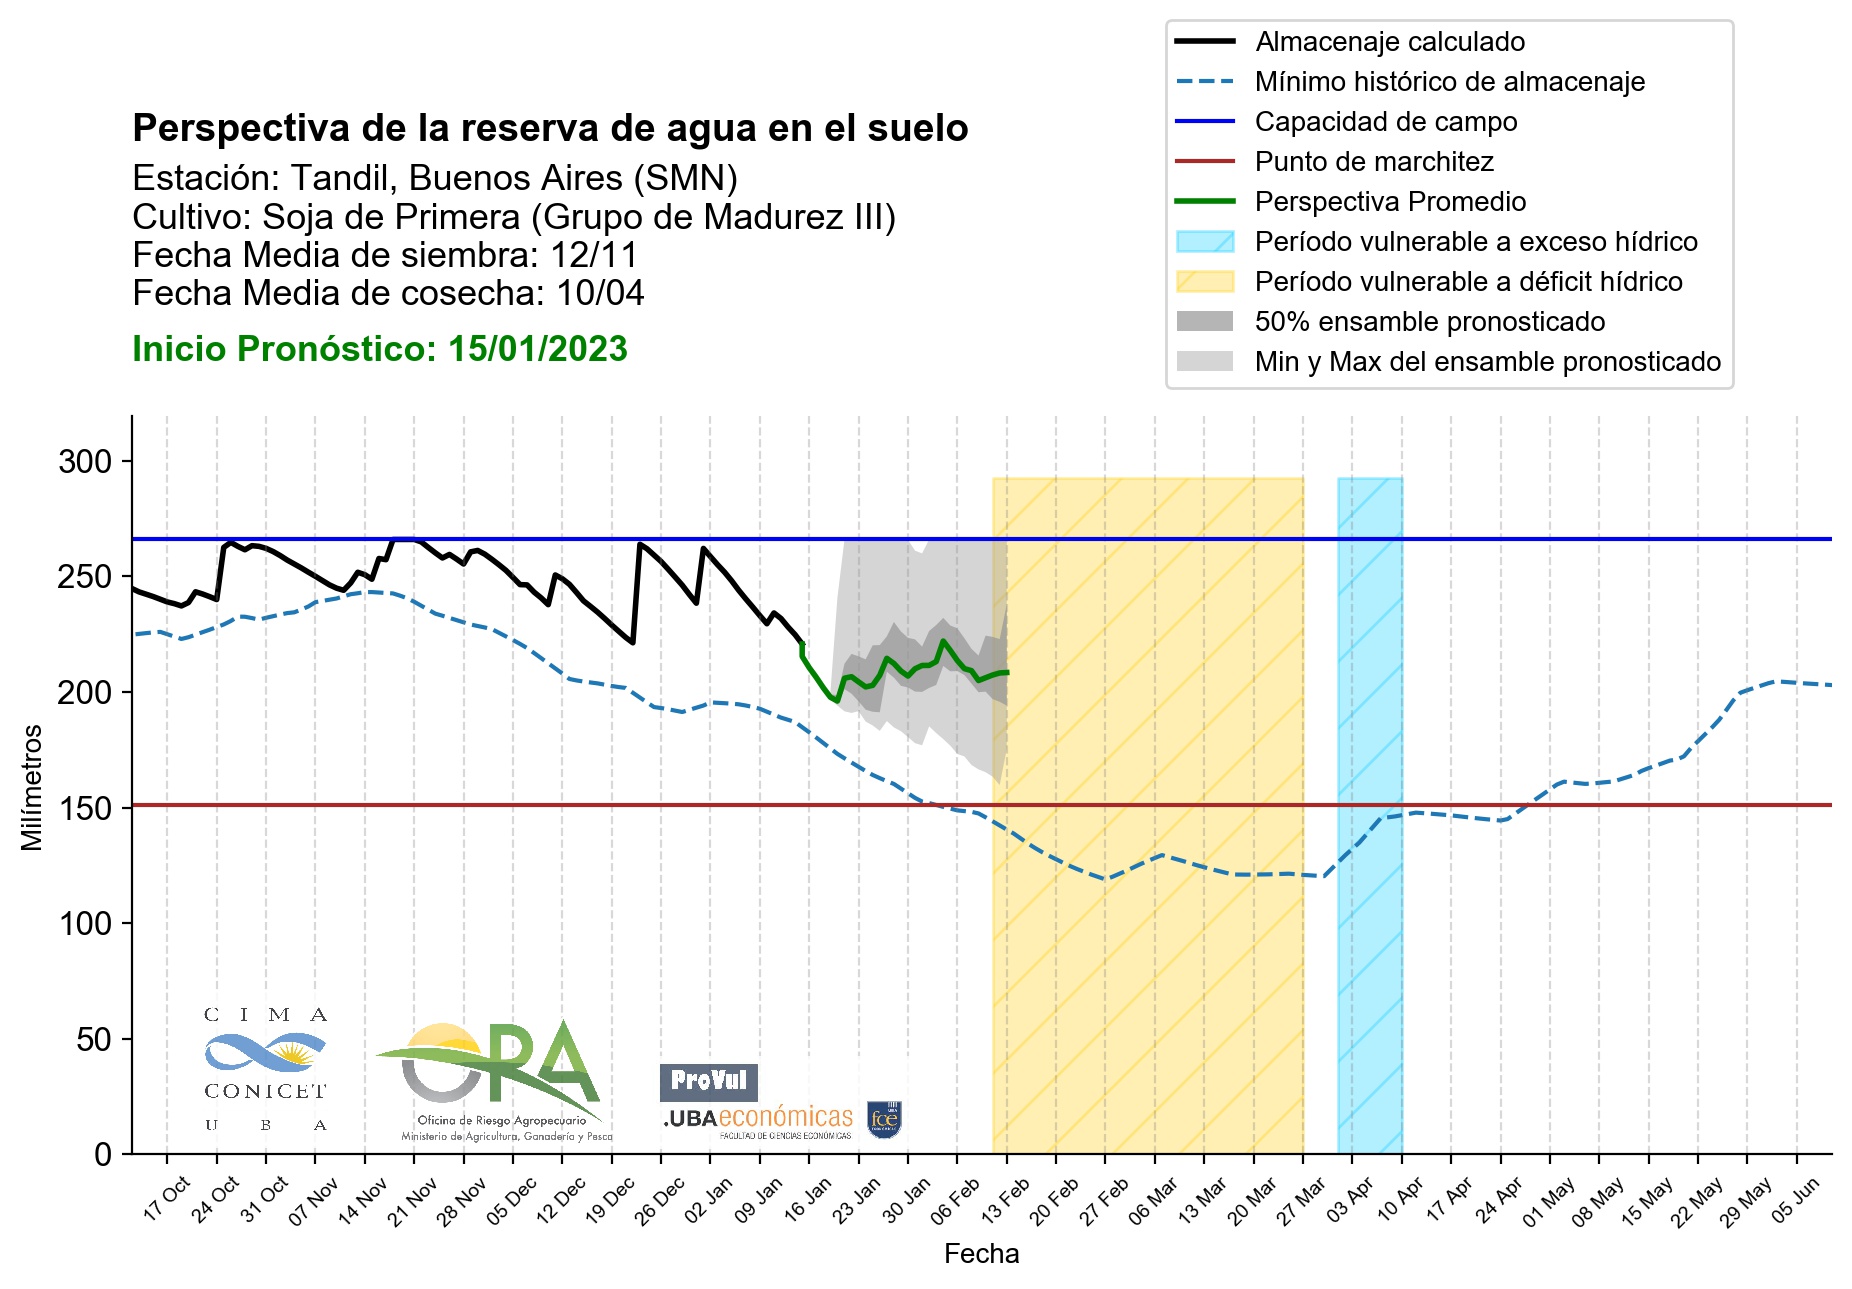 Almacenaje calculado
Mínimo histórico de almacenaje
Capacidad de campo
Punto de marchitez
Perspectiva Promedio
Período vulnerable a exceso hídrico
Período vulnerable a déficit hídrico
50% ensamble pronosticado
Min y Max del ensamble pronosticado
Perspectiva de la reserva de agua en el suelo
Estación: Tandil, Buenos Aires (SMN)
Cultivo: Soja de Primera (Grupo de Madurez III)
Fecha Media de siembra: 12/11
Fecha Media de cosecha: 10/04
Inicio Pronóstico: 15/01/2023
Milímetros
300
250
200
150
100
50
0
CIMA
CONICET
UBA
ORA
Oficina de Riesgo Agropecuario
Ministerio de Agricultura, Ganadería y Pesca
ProVul
.UBAeconómicas
FACULTAD DE CIENCIAS ECONÓMICAS
UBA
fce
ECONÓMICAS
17 Oct
24 Oct
31 Oct
07 Nov
14 Nov
21 Nov
28 Nov
05 Dec
12 Dec
19 Dec
26 Dec
02 Jan
09 Jan
16 Jan
23 Jan
30 Jan
06 Feb
13 Feb
20 Feb
27 Feb
06 Mar
13 Mar
20 Mar
27 Mar
03 Apr
10 Apr
17 Apr
24 Apr
01 May
08 May
15 May
22 May
29 May
05 Jun
Fecha